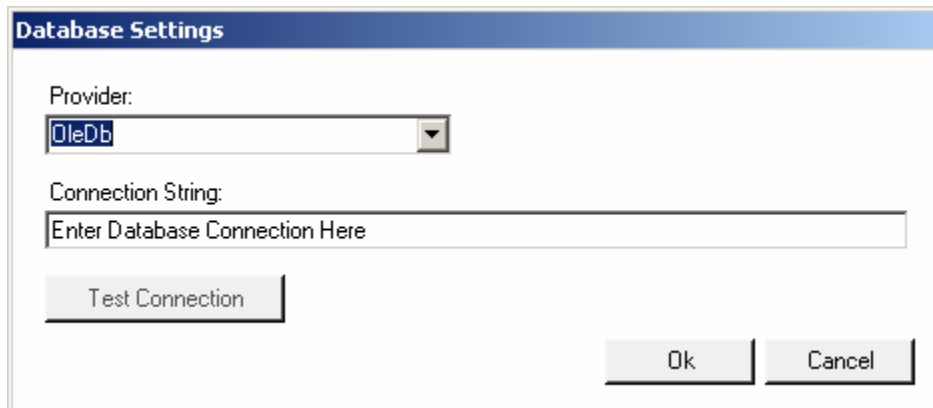 Database Settings
Provider:
OleDb
Connection String:
Enter Database Connection Here
Test Connection
Ok Cancel